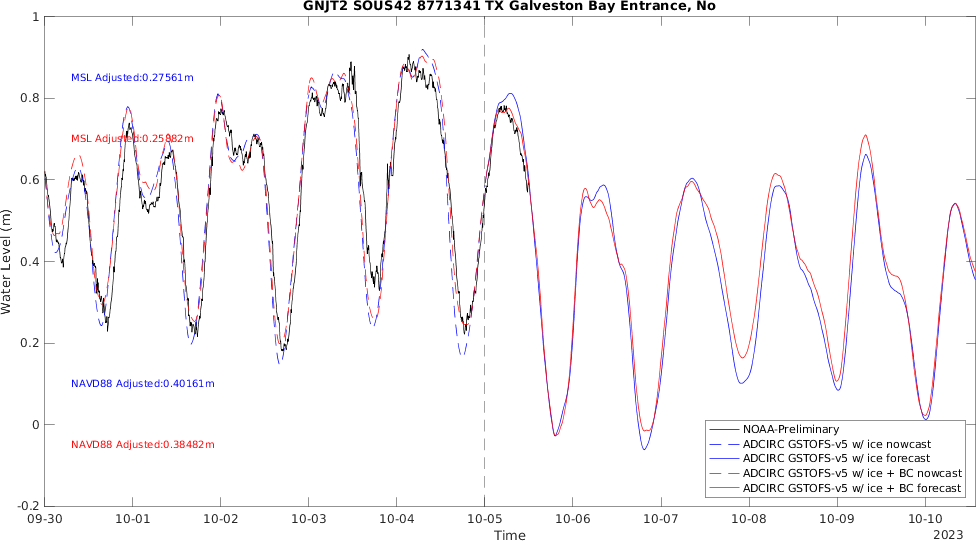 GNJT2 SOUS42 8771341 TX Galveston Bay Entrance, No
1
0.8
0.6
0.4
0.2
0
-0.2
Water Level (m)
MSL Adjusted:0.27561m
MSL Adjusted:0.25882m
NAVD88 Adjusted:0.40161m
NAVD88 Adjusted:0.38482m
NOAA-Preliminary
ADCIRC GSTOFS-v5 w/ ice nowcast
ADCIRC GSTOFS-v5 w/ ice forecast
ADCIRC GSTOFS-v5 w/ ice + BC nowcast
ADCIRC GSTOFS-v5 w/ ice + BC forecast
09-30 10-01 10-02 10-03 10-04 10-05 10-06 10-07 10-08 10-09 10-10
Time
2023